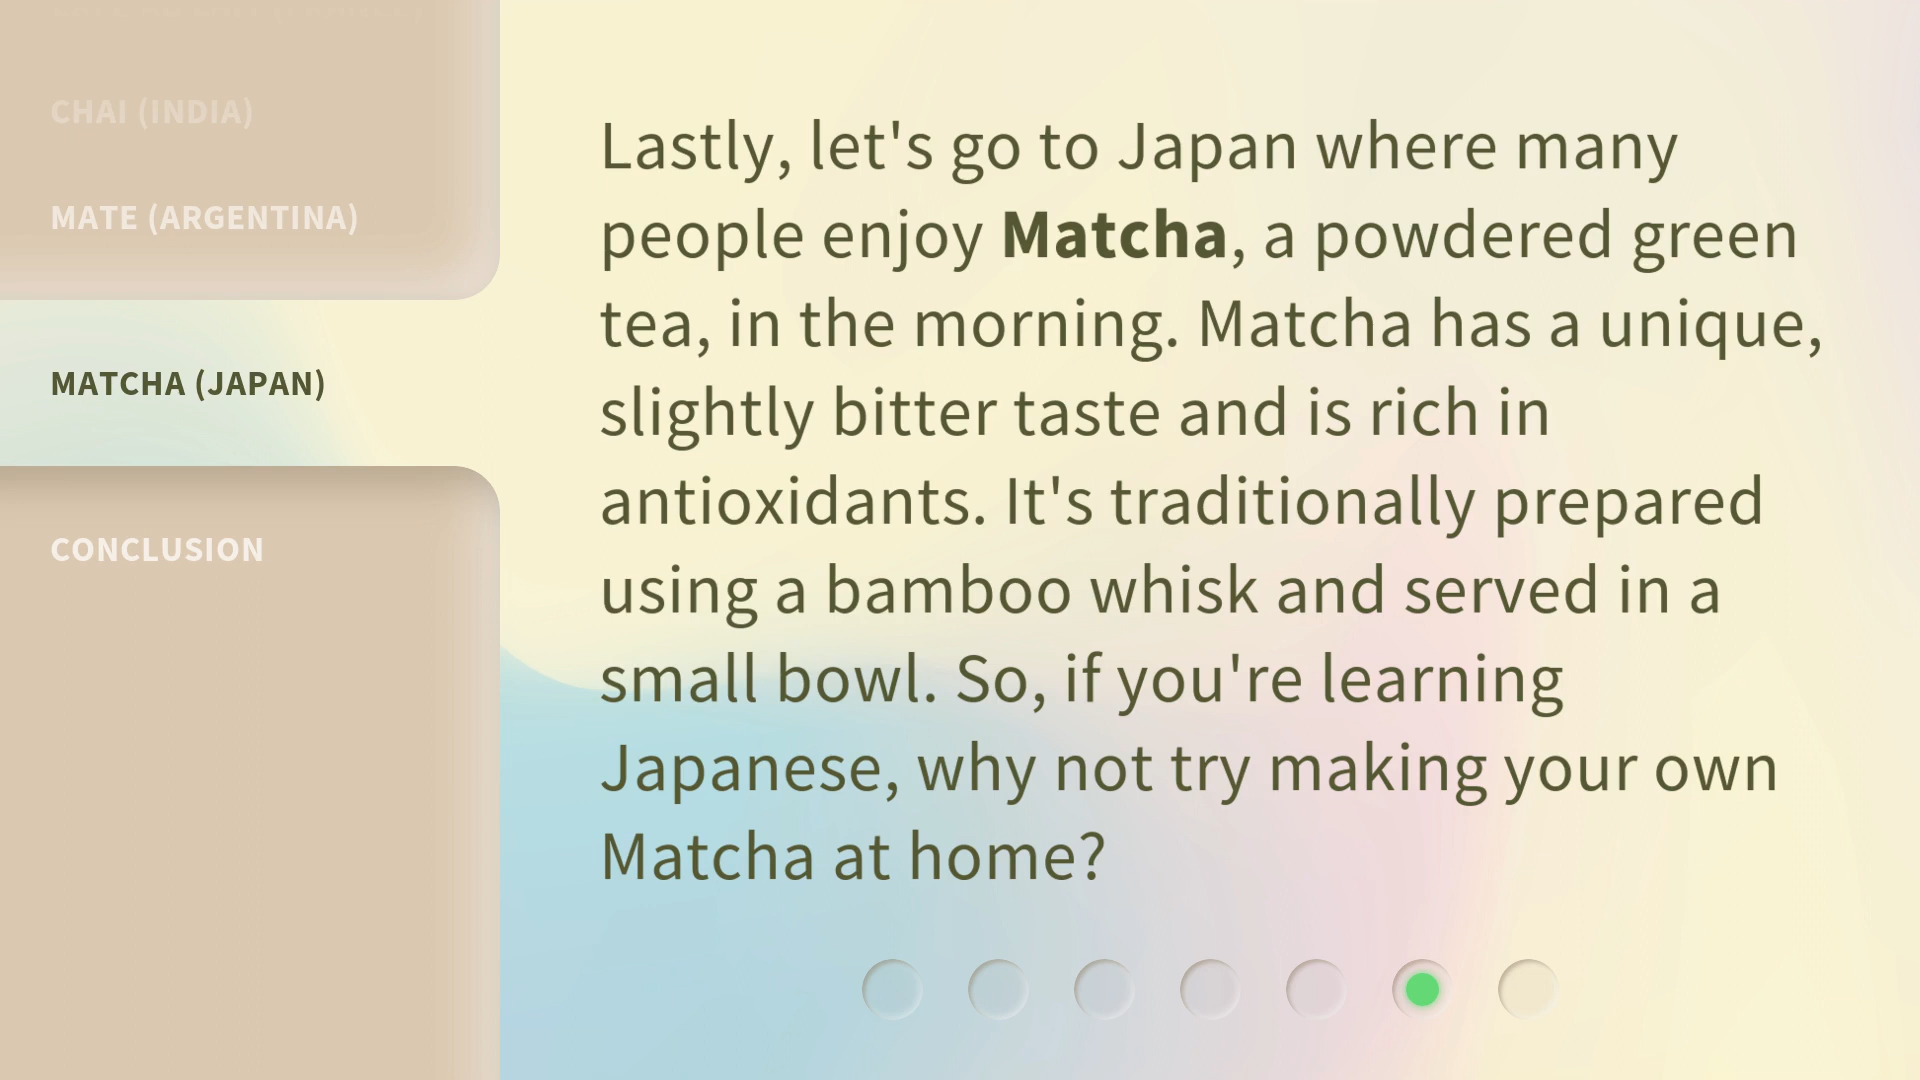 CHAI (INDIA)
MATE (ARGENTINA)
MATCHA (JAPAN)
CONCLUSION
Lastly, let's go to Japan where many
people enjoy Matcha, a powdered green
tea, in the morning. Matcha has a unique,
slightly bitter taste and is rich in
antioxidants. It's traditionally prepared
using a bamboo whisk and served in a
small bowl. So, if you're learning
Japanese, why not try making your own
Matcha at home?